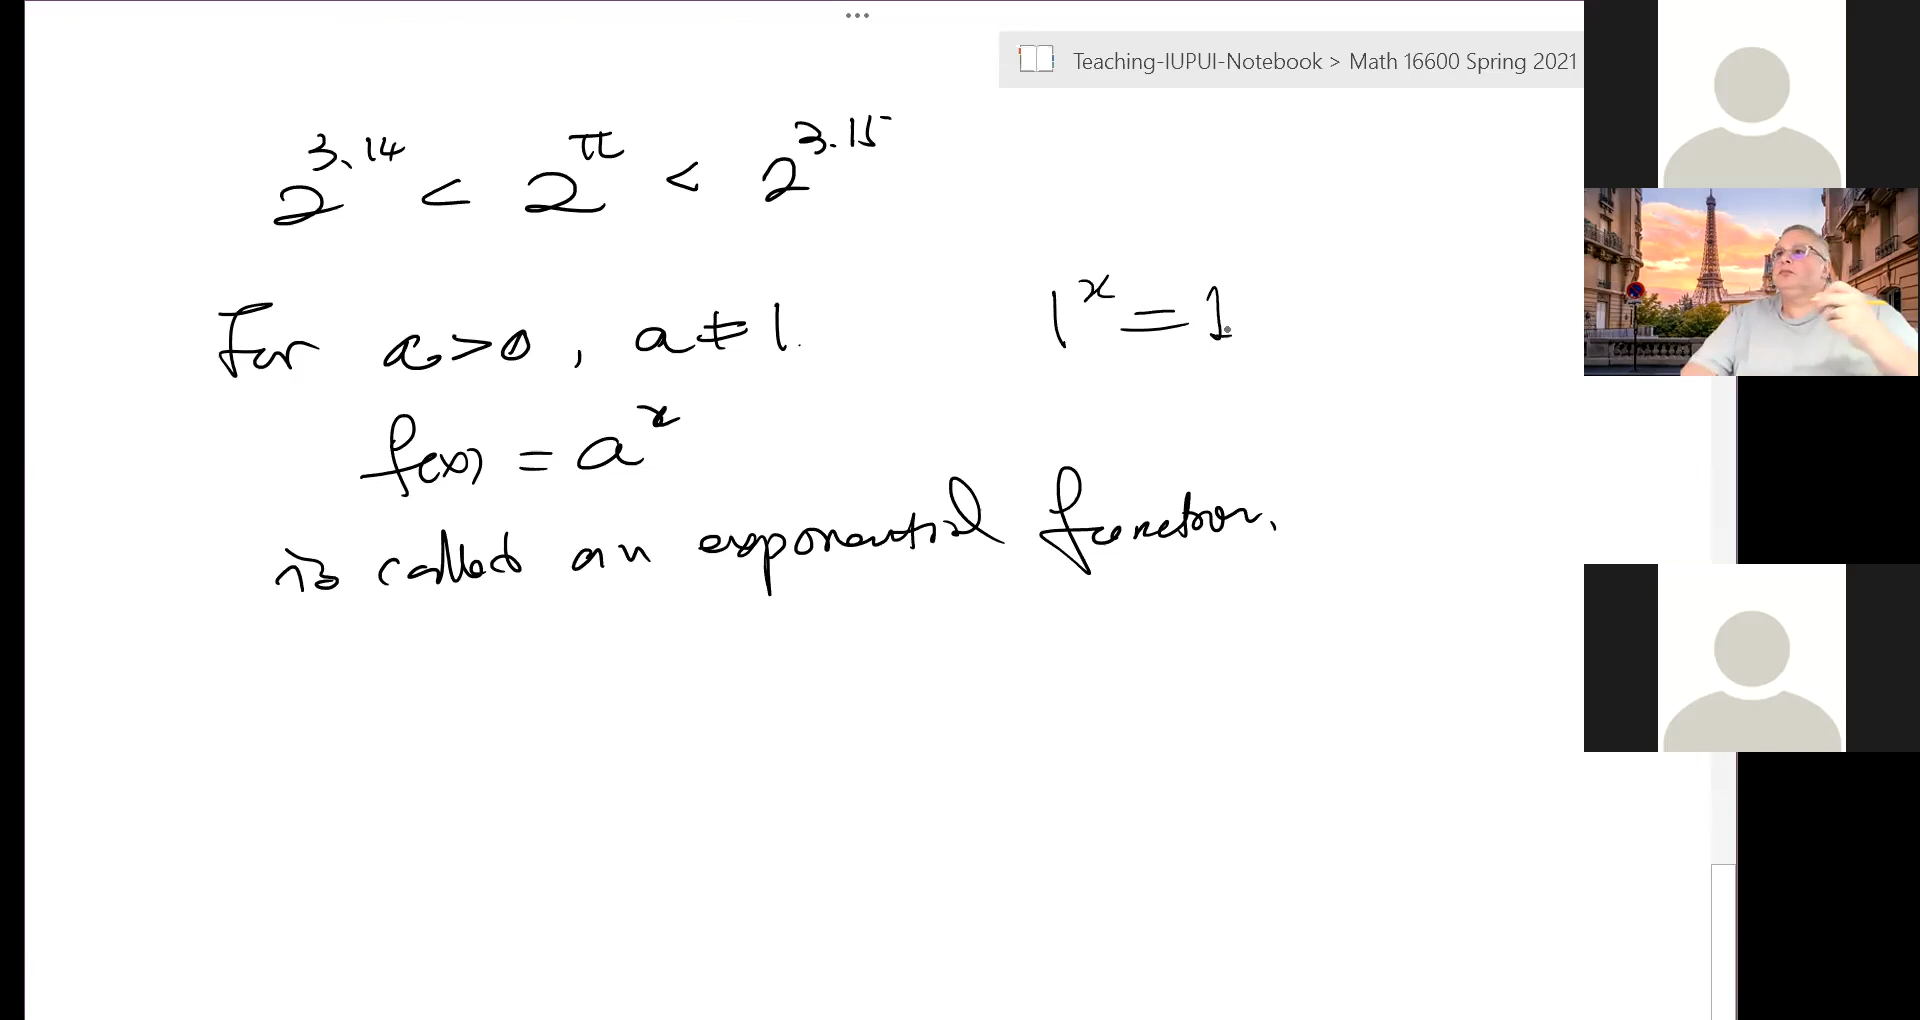 Teaching-IUPUI-Notebook > Math 16600 Spring 2021
2^3.14 < 2^π < 2^3.15
For a>0, a≠1. 1^x = 1
f(x) = a^x
is called an exponential function.